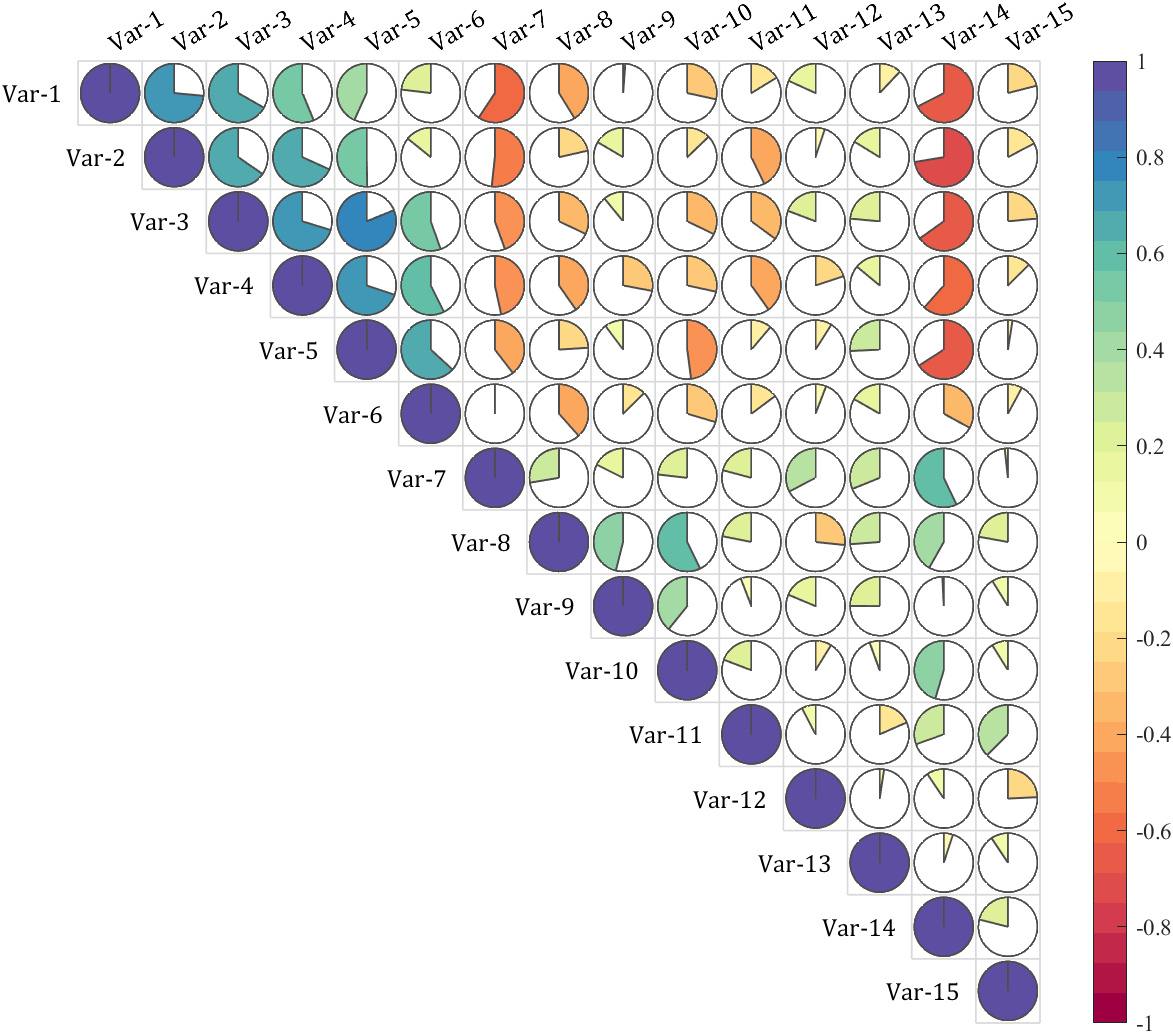 Var-1 Var-2 Var-3 Var-4 Var-5 Var-6 Var-7 Var-8 Var-9 Var-10 Var-11 Var-12 Var-13 Var-14 Var-15
Var-1
Var-2
Var-3
Var-4
Var-5
Var-6
Var-7
Var-8
Var-9
Var-10
Var-11
Var-12
Var-13
Var-14
Var-15
1
0.8
0.6
0.4
0.2
0
-0.2
-0.4
-0.6
-0.8
-1